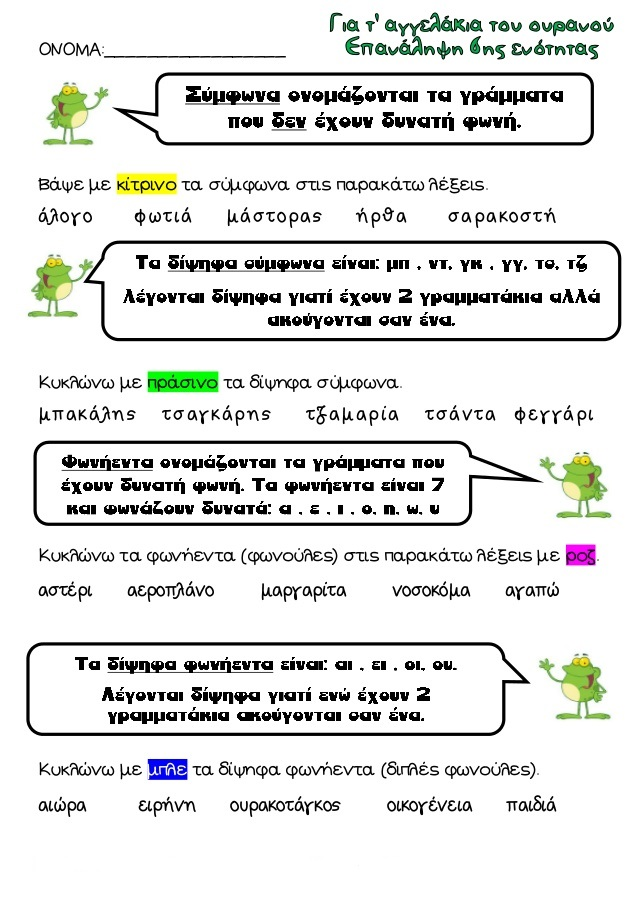 Για τ' αγγελάκια του ουρανού
ΟΝΟΜΑ:___________________ Επανάληψη 6ης ενότητας
Σύμφωνα ονομάζονται τα γράμματα
που δεν έχουν δυνατή φωνή.
Βάψε με κίτρινο τα σύμφωνα στις παρακάτω λέξεις.
άλογο φωτιά μάστορας ήρθα σαρακοστή
Τα δίψηφα σύμφωνα είναι: μπ , ντ, γκ , γγ, τσ, τζ
Λέγονται δίψηφα γιατί έχουν 2 γραμματάκια αλλά
ακούγονται σαν ένα.
Κυκλώνω με πράσινο τα δίψηφα σύμφωνα.
μπακάλης τσαγκάρης τζαμαρία τσάντα φεγγάρι
Φωνήεντα ονομάζονται τα γράμματα που
έχουν δυνατή φωνή. Τα φωνήεντα είναι 7
και φωνάζουν δυνατά: α , ε , ι , ο, η, ω, υ
Κυκλώνω τα φωνήεντα (φωνούλες) στις παρακάτω λέξεις με ροζ.
αστέρι αεροπλάνο μαργαρίτα νοσοκόμα αγαπώ
Τα δίψηφα φωνήεντα είναι: αι , ει , οι, ου.
Λέγονται δίψηφα γιατί ενώ έχουν 2
γραμματάκια ακούγονται σαν ένα.
Κυκλώνω με μπλε τα δίψηφα φωνήεντα (διπλές φωνούλες).
αιώρα ειρήνη ουρακοτάγκος οικογένεια παιδιά